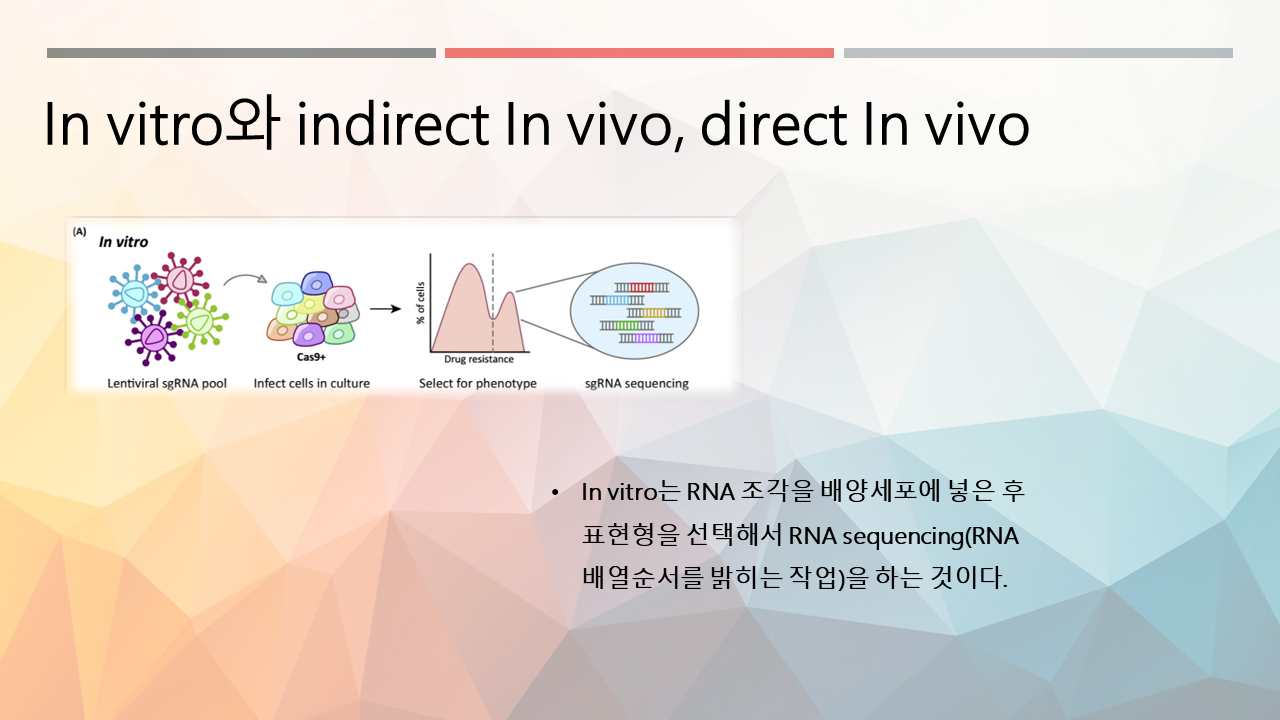 In vitro와 indirect In vivo, direct In vivo
(A)
In vitro
Cas9+
% of cells
Drug resistance
Lentiviral sgRNA pool
Infect cells in culture
Select for phenotype
sgRNA sequencing
• In vitro는 RNA 조각을 배양세포에 넣은 후
표현형을 선택해서 RNA sequencing(RNA
배열순서를 밝히는 작업)을 하는 것이다.